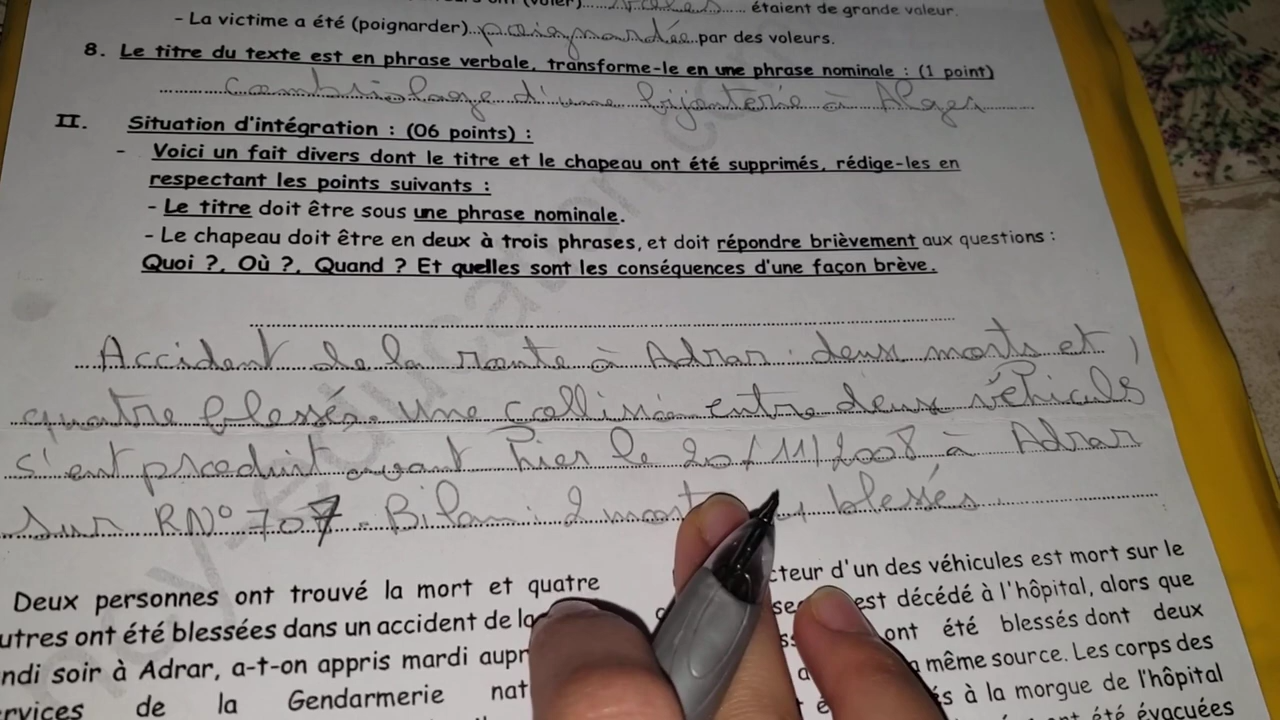 (voler) volées étaient de grande valeur.
- La victime a été (poignarder)..poignardée..par des voleurs.
8. Le titre du texte est en phrase verbale, transforme-le en une phrase nominale : (1 point)
Cambriolage d'une bijouterie à Alger
II. Situation d'intégration : (06 points) :
- Voici un fait divers dont le titre et le chapeau ont été supprimés, rédige-les en
respectant les points suivants :
- Le titre doit être sous une phrase nominale.
- Le chapeau doit être en deux à trois phrases, et doit répondre brièvement aux questions :
Quoi ?, Où ?, Quand ? Et quelles sont les conséquences d'une façon brève.
Accident de la route à Adrar : deux morts et
quatre blessés. Une collision entre deux véhiculs
s'est produit avant hier le 20/11/2008 à Adrar
sur RN° 707. Bilan : 2 mort blessés
Deux personnes ont trouvé la mort et quatre
utres ont été blessées dans un accident de la
ndi soir à Adrar, a-t-on appris mardi aupr
rvices de la Gendarmerie nat
cteur d'un des véhicules est mort sur le
est décédé à l'hôpital, alors que
ont été blessés dont deux
même source. Les corps des
és à la morgue de l'hôpital
ont été évacuées